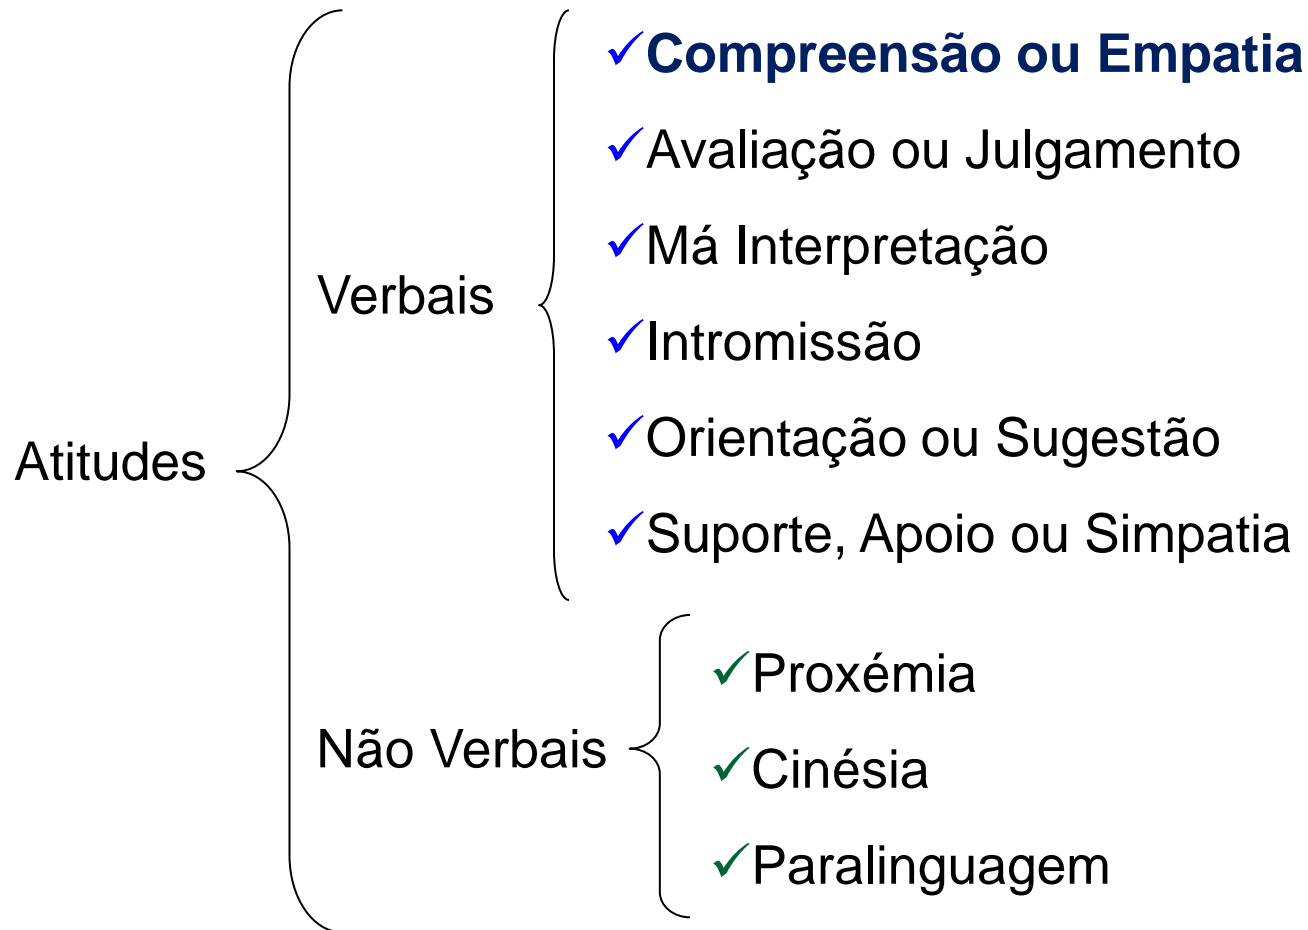 Atitudes
Verbais
Compreensão ou Empatia
Avaliação ou Julgamento
Má Interpretação
Intromissão
Orientação ou Sugestão
Suporte, Apoio ou Simpatia
Não Verbais
Proxémia
Cinésia
Paralinguagem